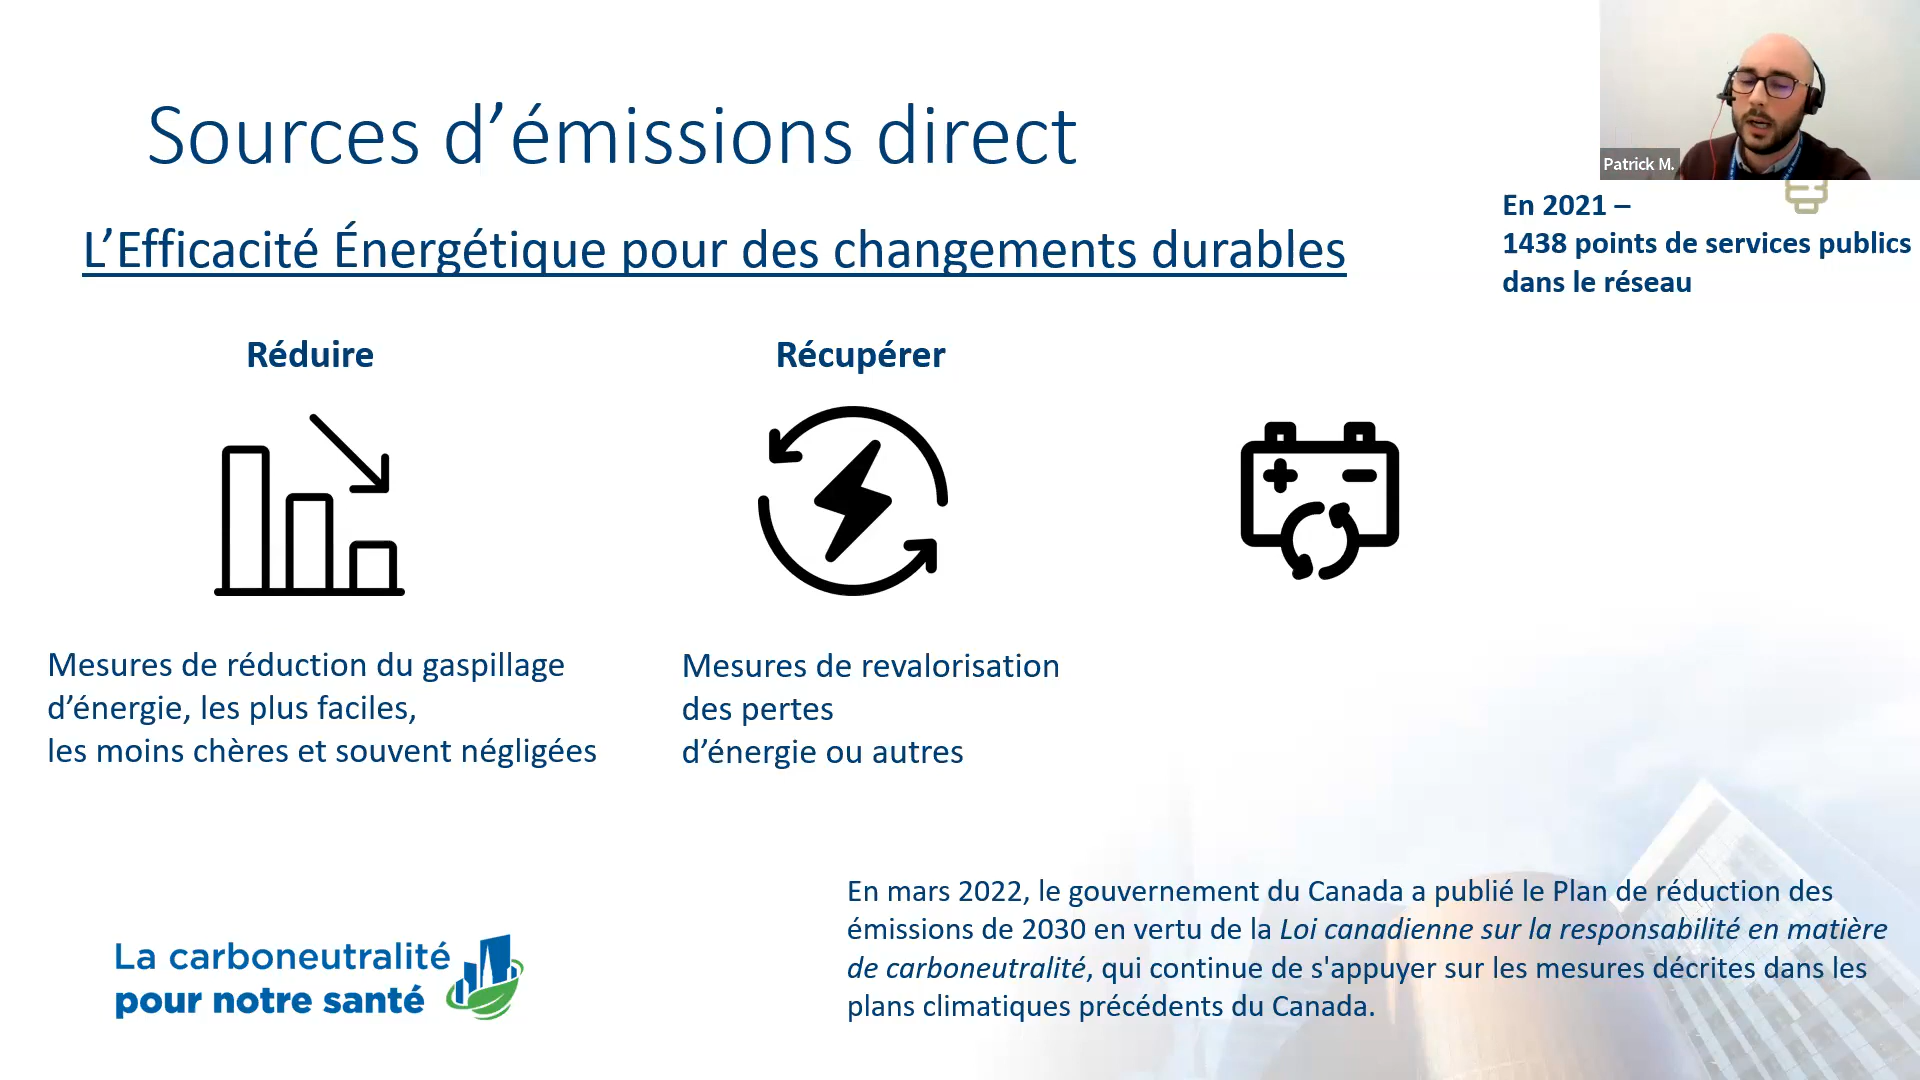 Sources d’émissions direct
Patrick M.
L’Efficacité Énergétique pour des changements durables
En 2021 –
1438 points de services publics
dans le réseau
Réduire
Récupérer
Mesures de réduction du gaspillage
d’énergie, les plus faciles,
les moins chères et souvent négligées
Mesures de revalorisation
des pertes
d’énergie ou autres
En mars 2022, le gouvernement du Canada a publié le Plan de réduction des
émissions de 2030 en vertu de la Loi canadienne sur la responsabilité en matière
de carboneutralité, qui continue de s'appuyer sur les mesures décrites dans les
plans climatiques précédents du Canada.
La carboneutralité
pour notre santé